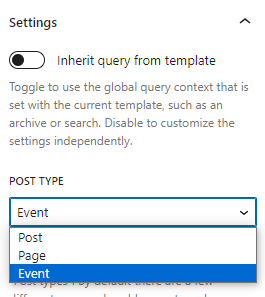 Settings
Inherit query from template
Toggle to use the global query context that is
set with the current template, such as an
archive or search. Disable to customize the
settings independently.
POST TYPE
Event
Post
Page
Event